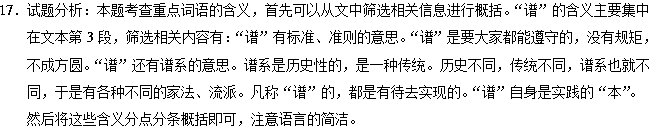 17．试题分析：本题考查重点词语的含义，首先可以从文中筛选相关信息进行概括。“谱”的含义主要集中
在文本第 3 段，筛选相关内容有：“谱”有标准、准则的意思。“谱”是要大家都能遵守的，没有规矩，
不成方圆。“谱”还有谱系的意思。谱系是历史性的，是一种传统。历史不同，传统不同，谱系也就不
同，于是有各种不同的家法、流派。凡称“谱”的，都是有待去实现的。“谱”自身是实践的“本”。
然后将这些含义分点分条概括即可，注意语言的简洁。